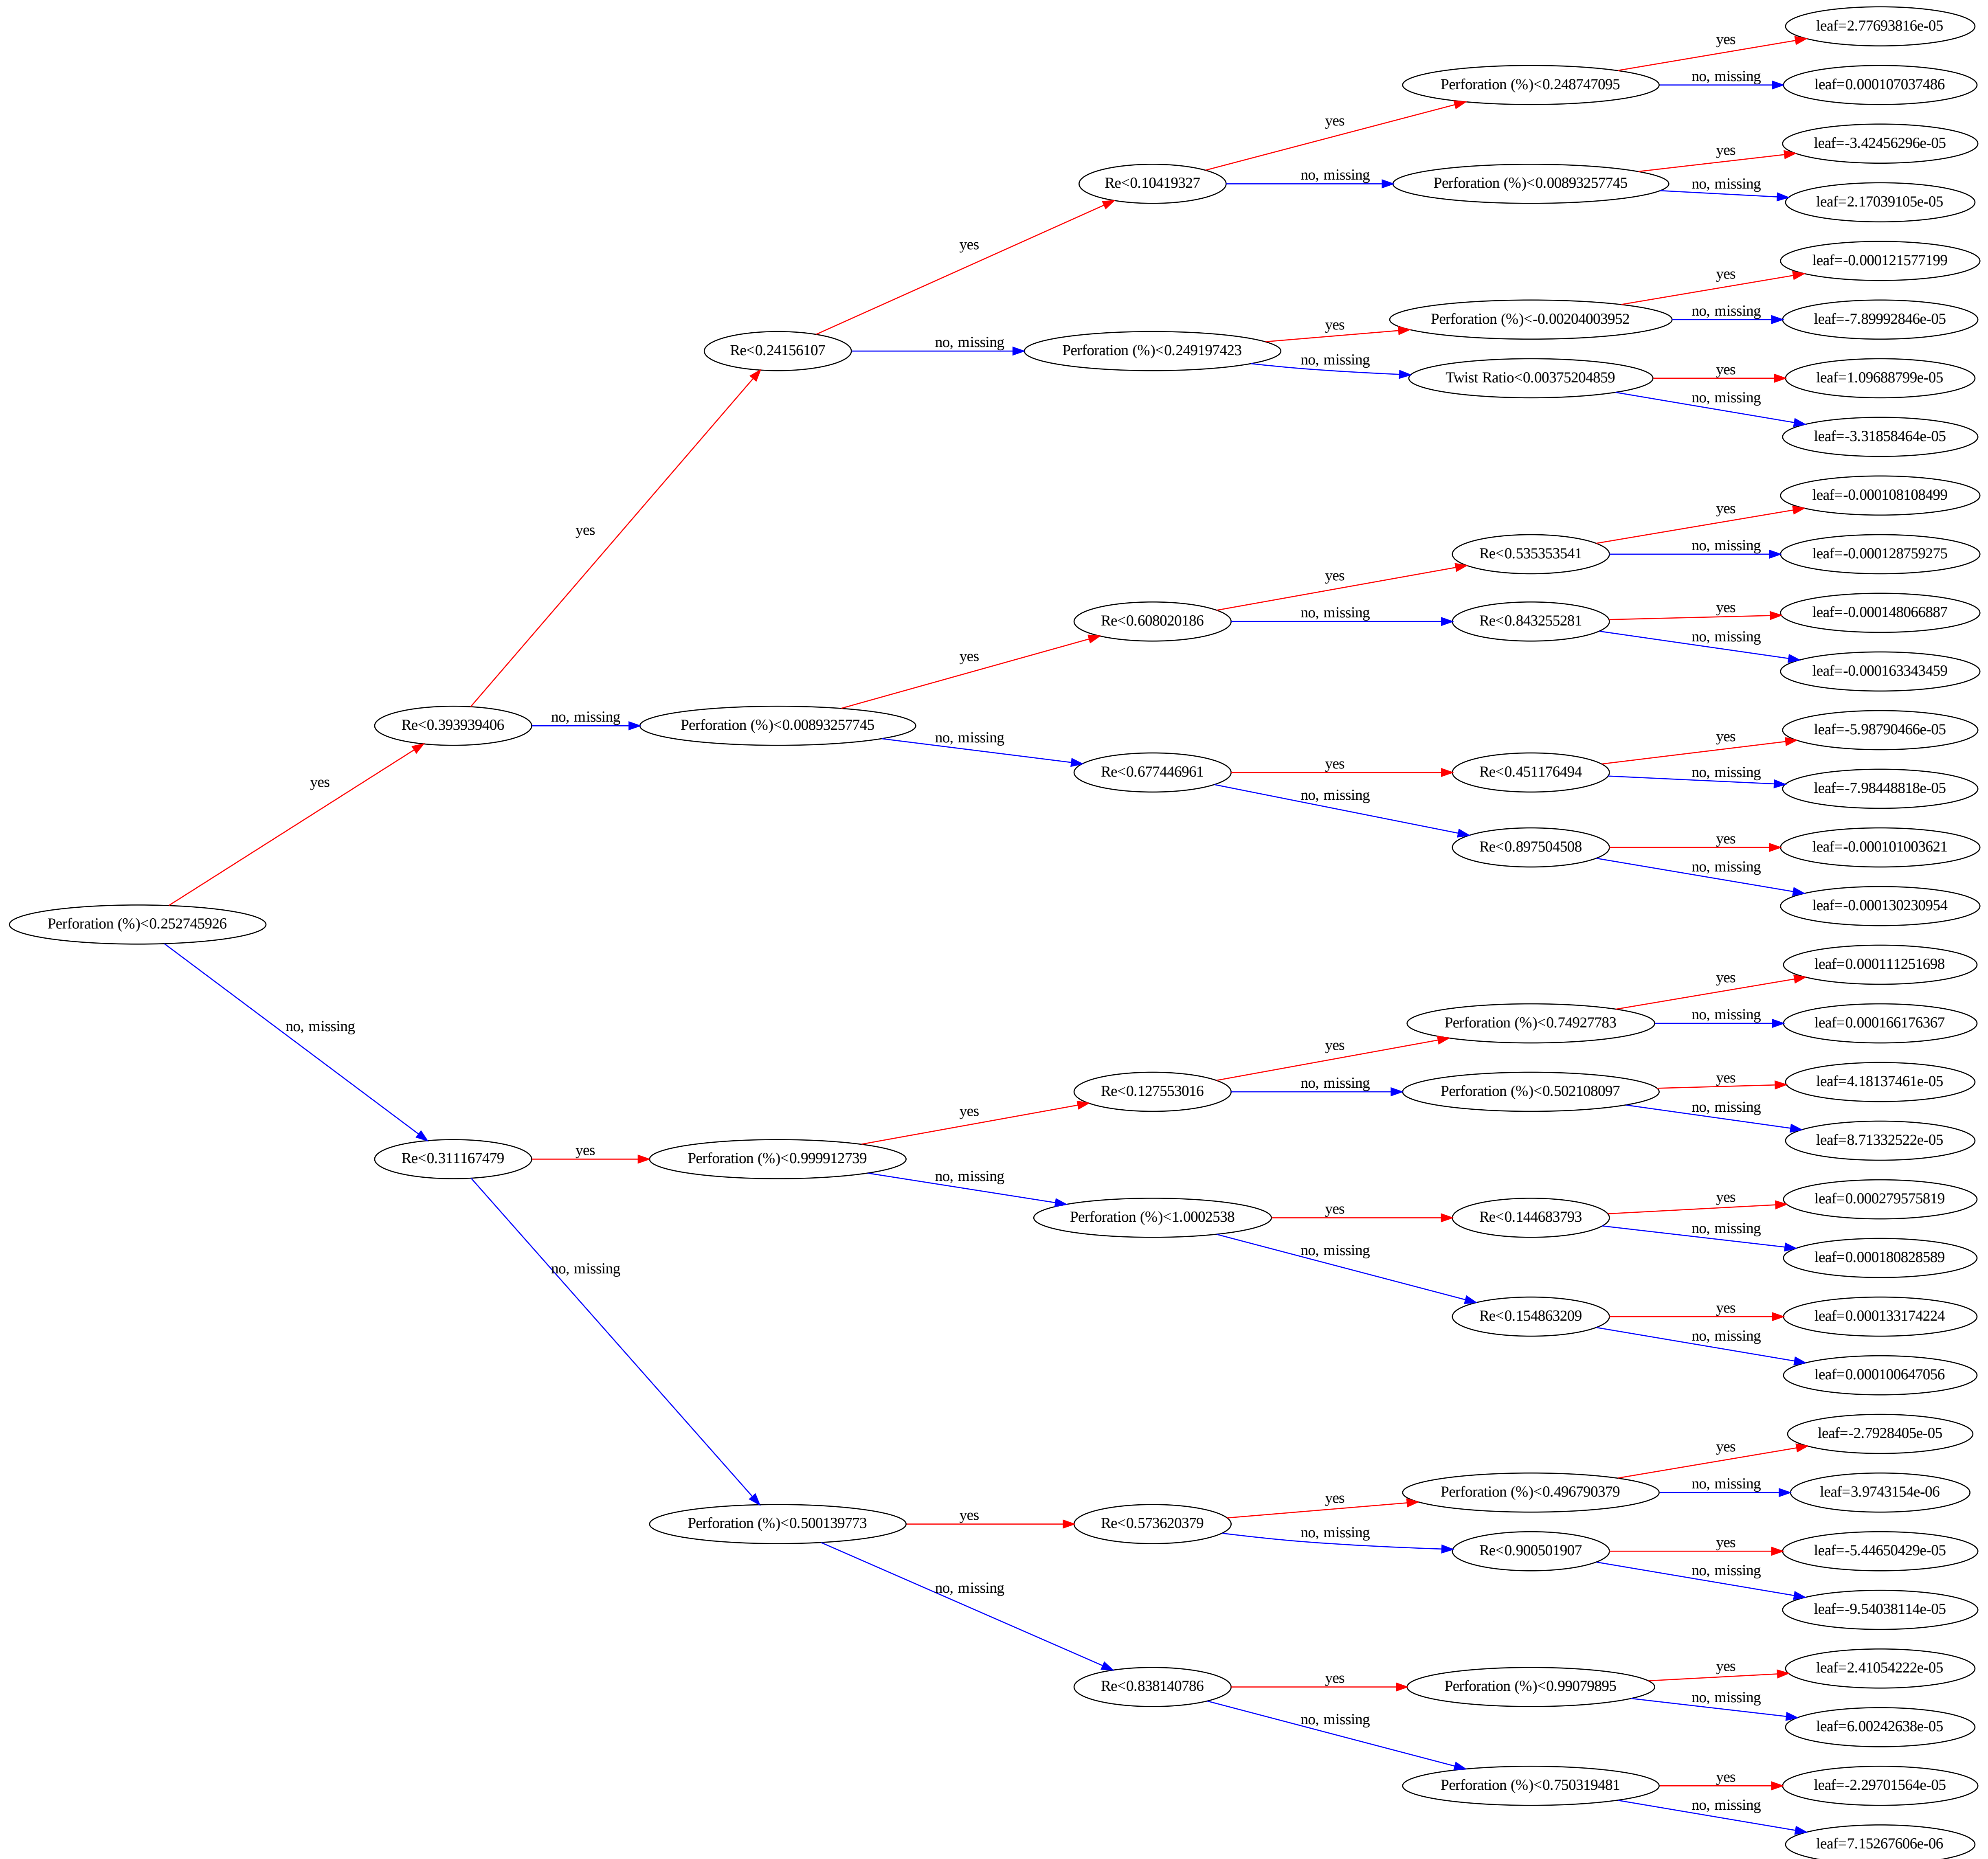 leaf=2.77693816e-05
yes
Perforation (%)<0.248747095
no, missing
leaf=0.000107037486
yes
leaf=-3.42456296e-05
yes
Re<0.10419327
no, missing
Perforation (%)<0.00893257745
no, missing
leaf=2.17039105e-05
yes
leaf=-0.000121577199
yes
Perforation (%)<-0.00204003952
no, missing
leaf=-7.89992846e-05
yes
Re<0.24156107
no, missing
Perforation (%)<0.249197423
no, missing
Twist Ratio<0.00375204859
yes
leaf=1.09688799e-05
no, missing
leaf=-3.31858464e-05
yes
leaf=-0.000108108499
yes
Re<0.535353541
no, missing
leaf=-0.000128759275
yes
Re<0.608020186
no, missing
Re<0.843255281
yes
leaf=-0.000148066887
no, missing
leaf=-0.000163343459
yes
Re<0.393939406
no, missing
Perforation (%)<0.00893257745
no, missing
Re<0.677446961
yes
Re<0.451176494
yes
leaf=-5.98790466e-05
no, missing
leaf=-7.98448818e-05
no, missing
Re<0.897504508
yes
leaf=-0.000101003621
no, missing
leaf=-0.000130230954
yes
Perforation (%)<0.252745926
no, missing
leaf=0.000111251698
yes
Perforation (%)<0.74927783
no, missing
leaf=0.000166176367
yes
Re<0.127553016
no, missing
Perforation (%)<0.502108097
yes
leaf=4.18137461e-05
no, missing
leaf=8.71332522e-05
yes
Re<0.311167479
yes
Perforation (%)<0.999912739
no, missing
Perforation (%)<1.0002538
yes
Re<0.144683793
yes
leaf=0.000279575819
no, missing
leaf=0.000180828589
no, missing
Re<0.154863209
yes
leaf=0.000133174224
no, missing
leaf=0.000100647056
no, missing
leaf=-2.7928405e-05
yes
Perforation (%)<0.496790379
no, missing
leaf=3.9743154e-06
yes
Perforation (%)<0.500139773
yes
Re<0.573620379
no, missing
Re<0.900501907
yes
leaf=-5.44650429e-05
no, missing
leaf=-9.54038114e-05
no, missing
Re<0.838140786
yes
Perforation (%)<0.99079895
yes
leaf=2.41054222e-05
no, missing
leaf=6.00242638e-05
no, missing
Perforation (%)<0.750319481
yes
leaf=-2.29701564e-05
no, missing
leaf=7.15267606e-06